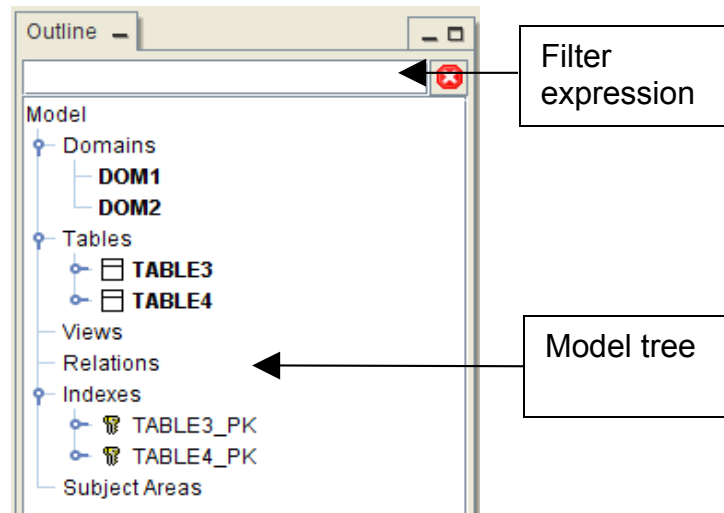 Outline
Filter
expression
Model
Domains
DOM1
DOM2
Tables
TABLE3
TABLE4
Views
Relations
Model tree
Indexes
TABLE3_PK
TABLE4_PK
Subject Areas